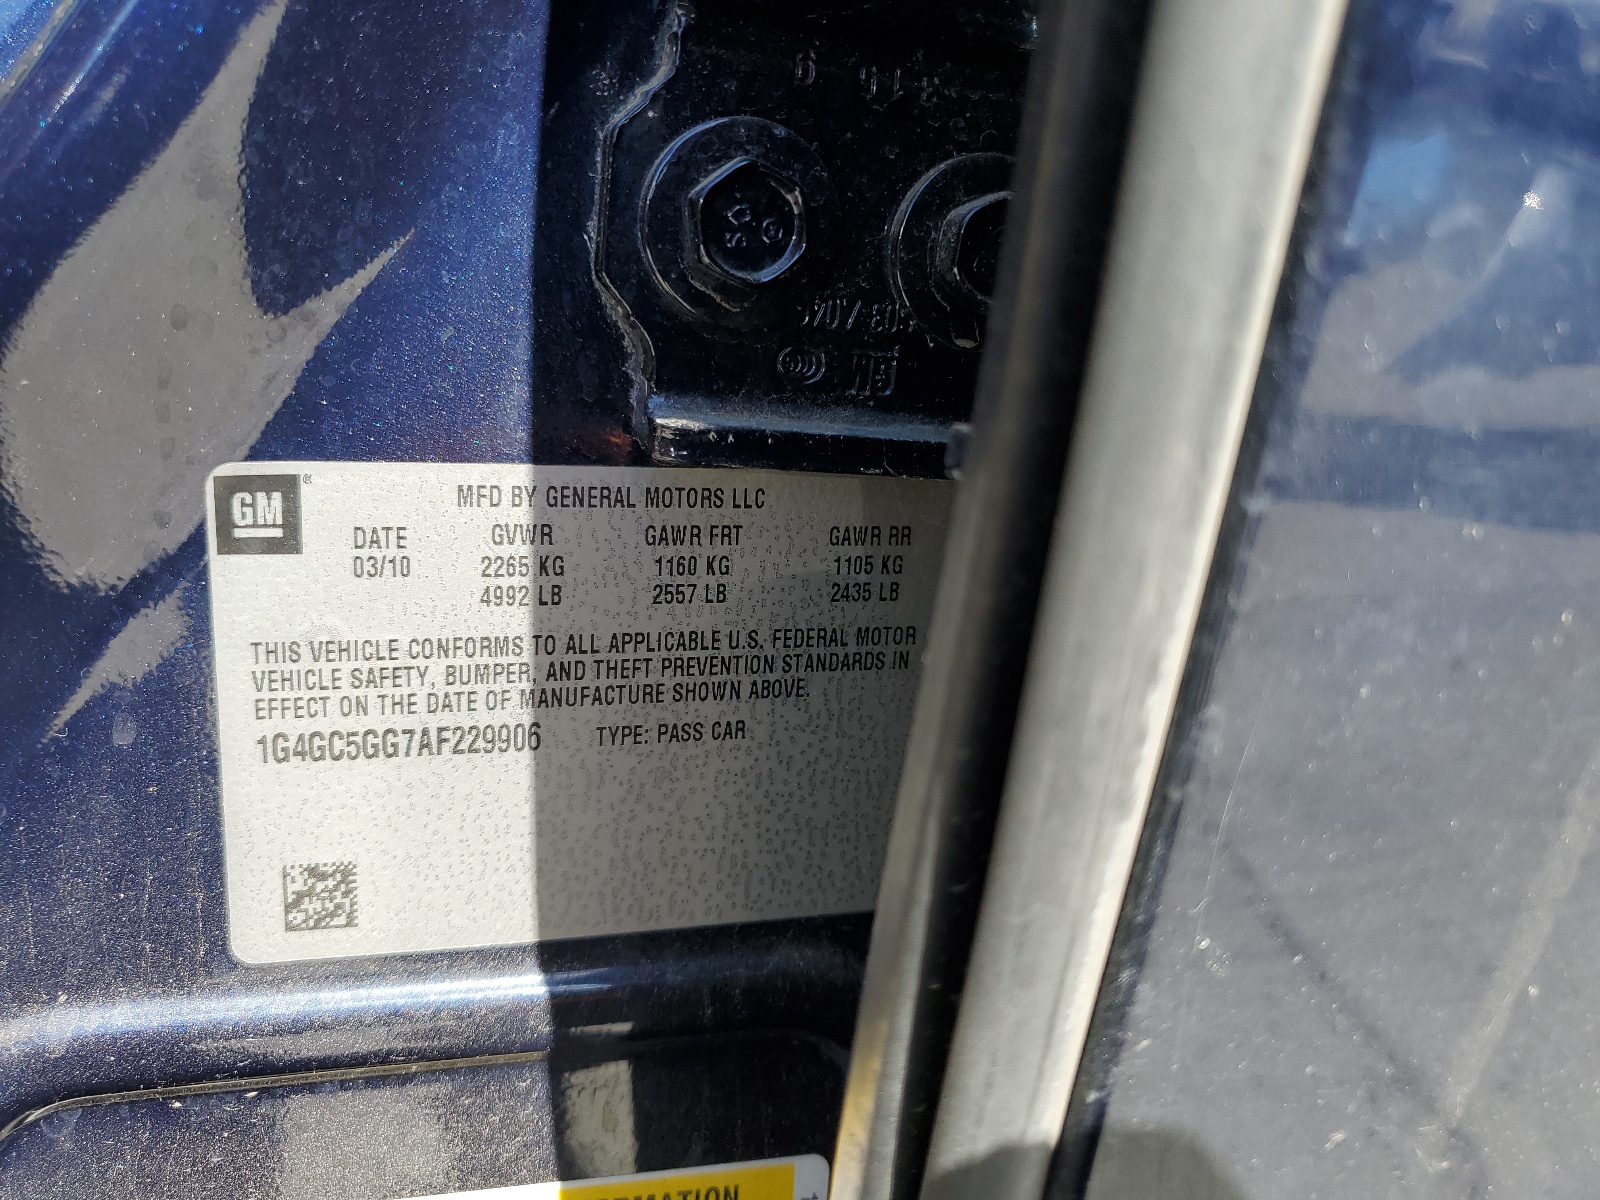 GM
MFD BY GENERAL MOTORS LLC
DATE GVWR GAWR FRT GAWR RR
03/10 2265 KG 1160 KG 1105 KG
4992 LB 2557 LB 2435 LB
THIS VEHICLE CONFORMS TO ALL APPLICABLE U.S. FEDERAL MOTOR
VEHICLE SAFETY, BUMPER, AND THEFT PREVENTION STANDARDS IN
EFFECT ON THE DATE OF MANUFACTURE SHOWN ABOVE.
1G4GC5GG7AF229906 TYPE: PASS CAR